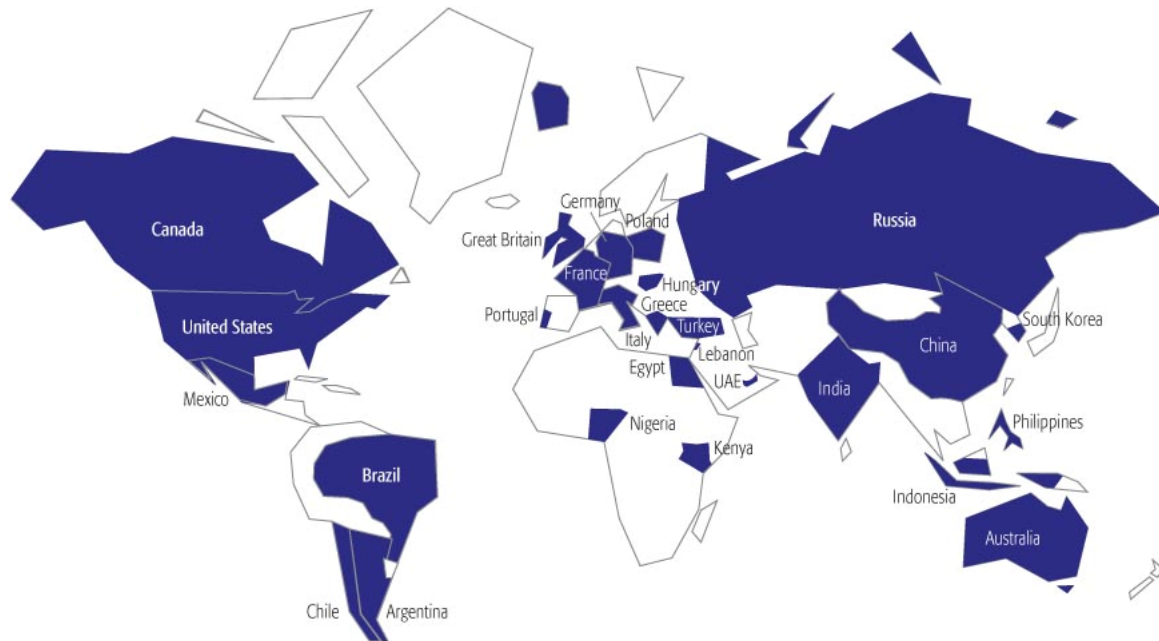 Germany
Canada
Poland
Russia
Great Britain
France
Hungary
Greece
Portugal
South Korea
United States
Turkey
Italy
China
Lebanon
Egypt
UAE
India
Mexico
Nigeria
Philippines
Kenya
Brazil
Indonesia
Australia
Chile
Argentina